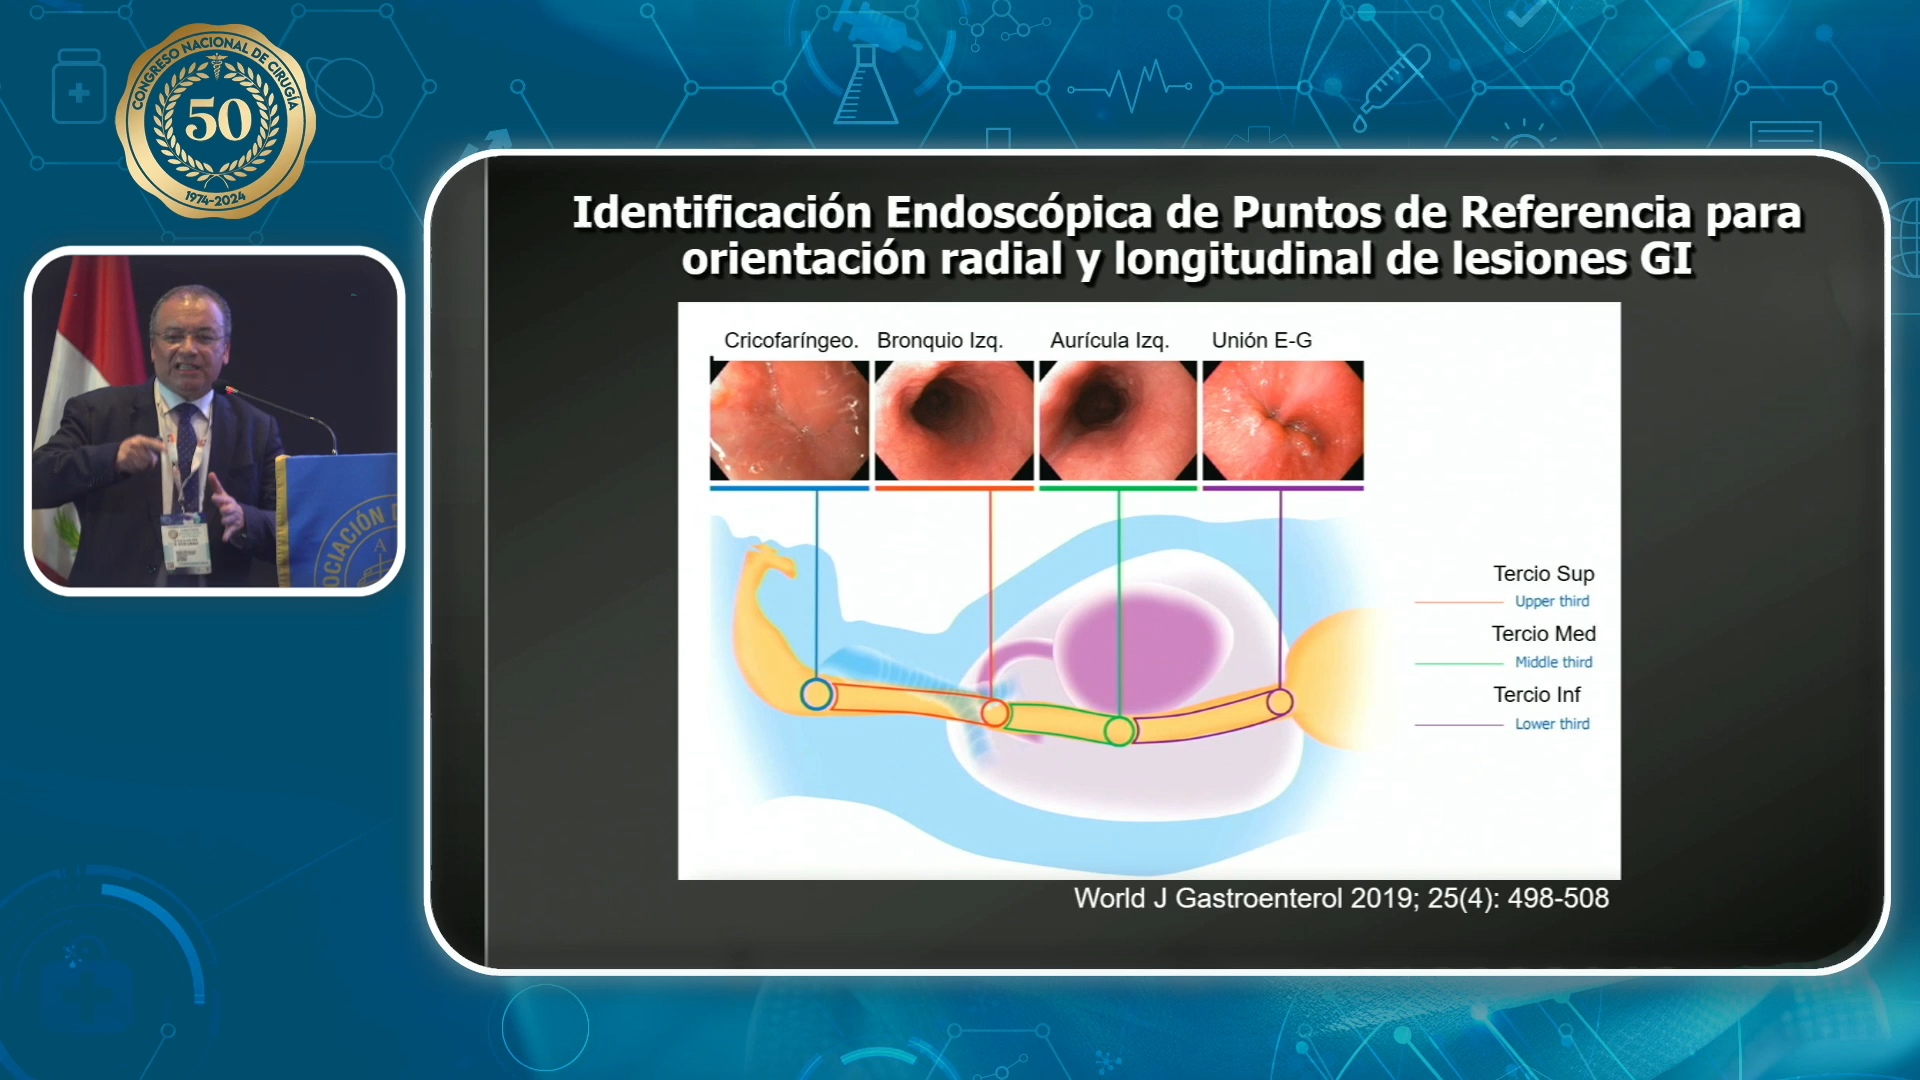 CONGRESO NACIONAL DE CIRUGÍA
50
1974-2024
Identificación Endoscópica de Puntos de Referencia para
orientación radial y longitudinal de lesiones GI
Cricofaríngeo. Bronquio Izq. Aurícula Izq. Unión E-G
Tercio Sup
Upper third
Tercio Med
Middle third
Tercio Inf
Lower third
World J Gastroenterol 2019; 25(4): 498-508
OCIACIÓN
A